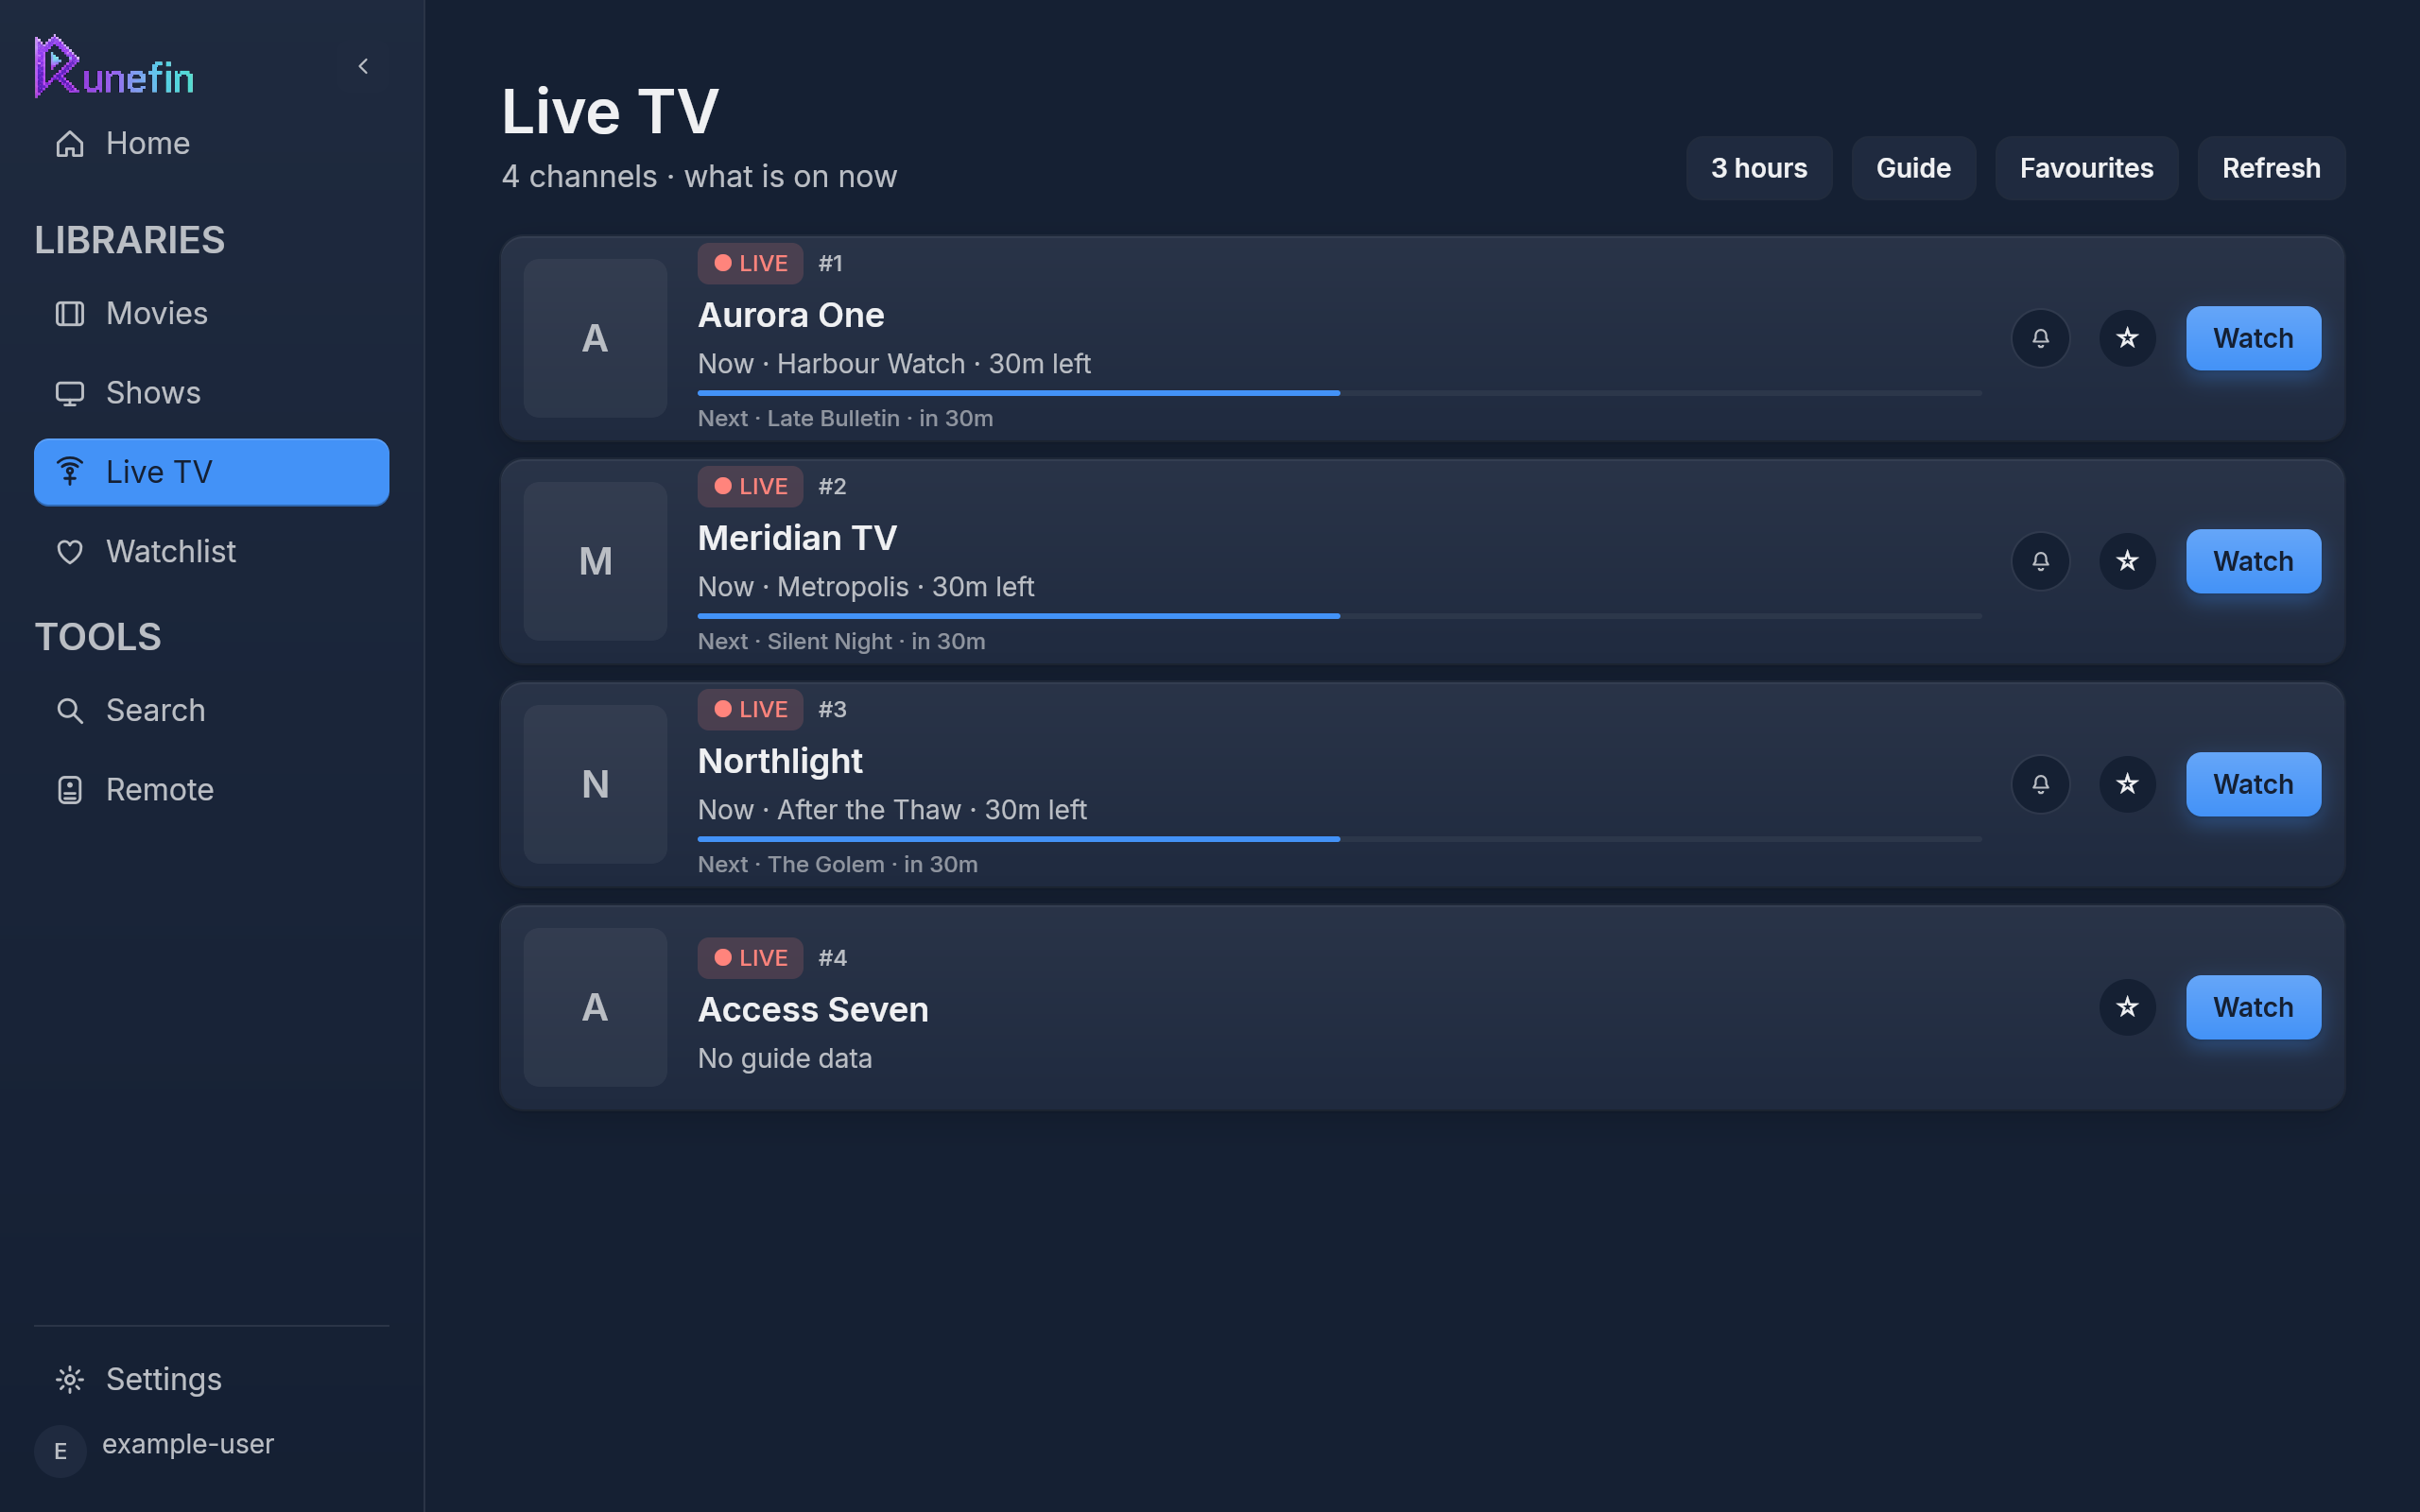 Runefin
Home
LIBRARIES
Movies
Shows
Live TV
Watchlist
TOOLS
Search
Remote
Settings
E
example-user
Live TV
4 channels · what is on now
3 hours
Guide
Favourites
Refresh
A
LIVE #1
Aurora One
Now · Harbour Watch · 30m left
Next · Late Bulletin · in 30m
Watch
M
LIVE #2
Meridian TV
Now · Metropolis · 30m left
Next · Silent Night · in 30m
Watch
N
LIVE #3
Northlight
Now · After the Thaw · 30m left
Next · The Golem · in 30m
Watch
A
LIVE #4
Access Seven
No guide data
Watch